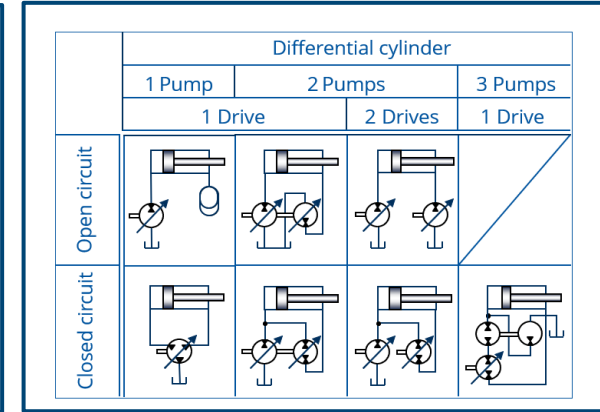 Differential cylinder
1 Pump
2 Pumps
3 Pumps
1 Drive
2 Drives
1 Drive
Open circuit
Closed circuit